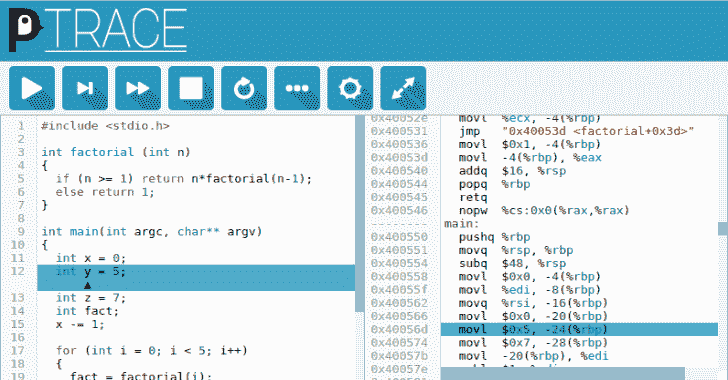 PTRACE
1 #include <stdio.h>
2
3 int factorial (int n)
4 {
5 if (n >= 1) return n*factorial(n-1);
6 else return 1;
7 }
8
9 int main(int argc, char** argv)
10 {
11 int x = 0;
12 int y = 5;
13 int z = 7;
14 int fact;
15 x -= 1;
16
17 for (int i = 0; i < 5; i++)
18 {
19 fact = factorial(i);
0x40052e movl %ecx, -4(%rbp)
0x400531 jmp "0x40053d <factorial+0x3d>"
0x400536 movl $0x1, -4(%rbp)
0x40053d movl -4(%rbp), %eax
0x400540 addq $16, %rsp
0x400544 popq %rbp
0x400545 retq
0x400546 nopw %cs:0x0(%rax,%rax)
-------- main:
0x400550 pushq %rbp
0x400551 movq %rsp, %rbp
0x400554 subq $48, %rsp
0x400558 movl $0x0, -4(%rbp)
0x40055f movl %edi, -8(%rbp)
0x400562 movq %rsi, -16(%rbp)
0x400566 movl $0x0, -20(%rbp)
0x40056d movl $0x5, -24(%rbp)
0x400574 movl $0x7, -28(%rbp)
0x40057b movl -20(%rbp), %edi
0x40057e